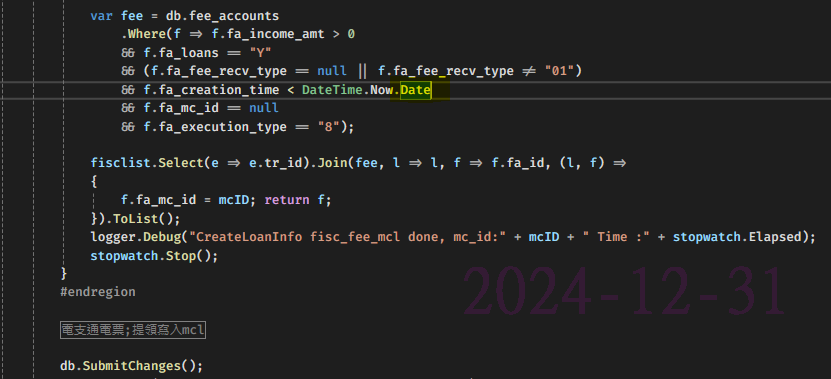 var fee = db.fee_accounts
.Where(f => f.fa_income_amt > 0
&& f.fa_loans == "Y"
&& (f.fa_fee_recv_type == null || f.fa_fee_recv_type != "01")
&& f.fa_creation_time < DateTime.Now.Date
&& f.fa_mc_id == null
&& f.fa_execution_type == "8");
fisclist.Select(e => e.tr_id).Join(fee, l => l, f => f.fa_id, (l, f) =>
{
f.fa_mc_id = mcID; return f;
}).ToList();
logger.Debug("CreateLoanInfo fisc_fee_mcl done, mc_id:" + mcID + " Time :" + stopwatch.Elapsed);
stopwatch.Stop();
}
#endregion
2024-12-31
電支通電票;提領寫入mcl
db.SubmitChanges();